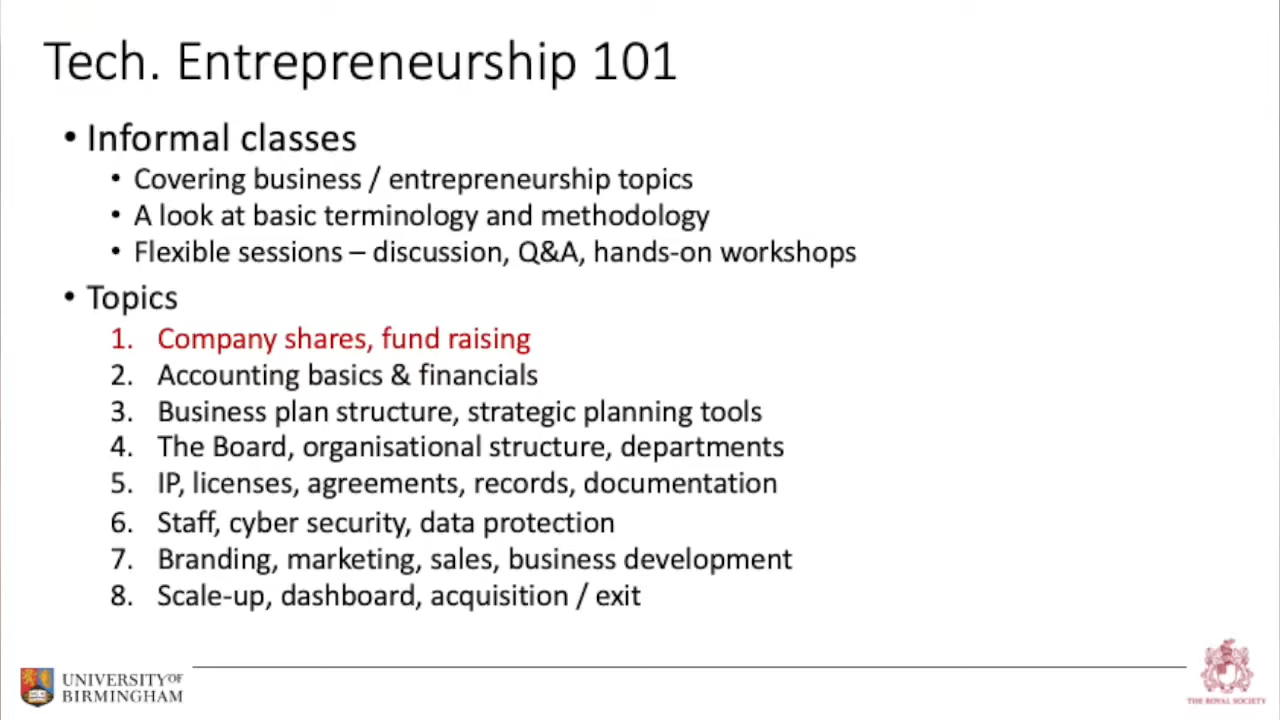 Tech. Entrepreneurship 101
• Informal classes
• Covering business / entrepreneurship topics
• A look at basic terminology and methodology
• Flexible sessions – discussion, Q&A, hands-on workshops
• Topics
1. Company shares, fund raising
2. Accounting basics & financials
3. Business plan structure, strategic planning tools
4. The Board, organisational structure, departments
5. IP, licenses, agreements, records, documentation
6. Staff, cyber security, data protection
7. Branding, marketing, sales, business development
8. Scale-up, dashboard, acquisition / exit
UNIVERSITY OF
BIRMINGHAM
THE ROYAL SOCIETY